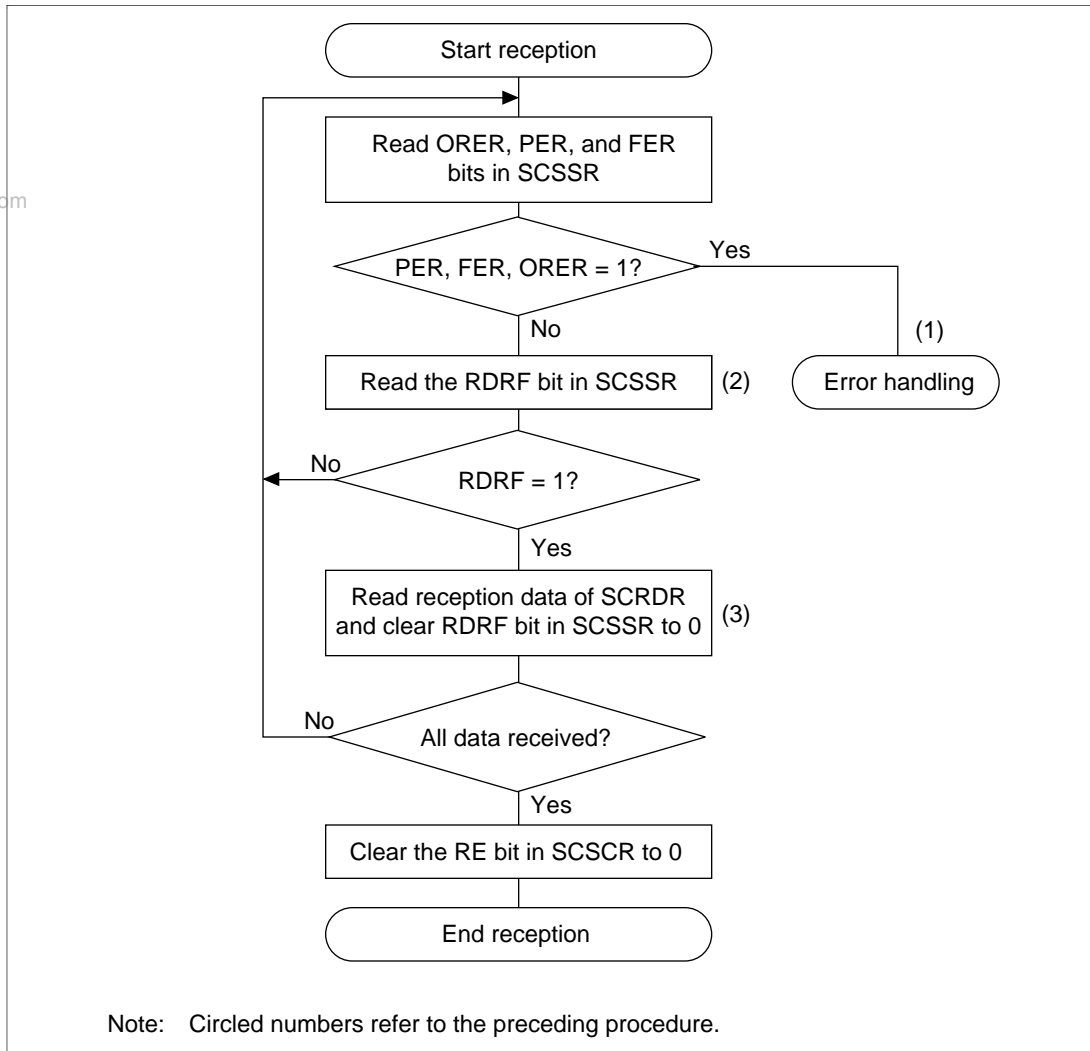 Start reception
Read ORER, PER, and FER
bits in SCSSR
om
PER, FER, ORER = 1?
Yes
No
(1)
Read the RDRF bit in SCSSR
(2)
Error handling
No
RDRF = 1?
Yes
Read reception data of SCRDR
and clear RDRF bit in SCSSR to 0
(3)
No
All data received?
Yes
Clear the RE bit in SCSCR to 0
End reception
Note: Circled numbers refer to the preceding procedure.